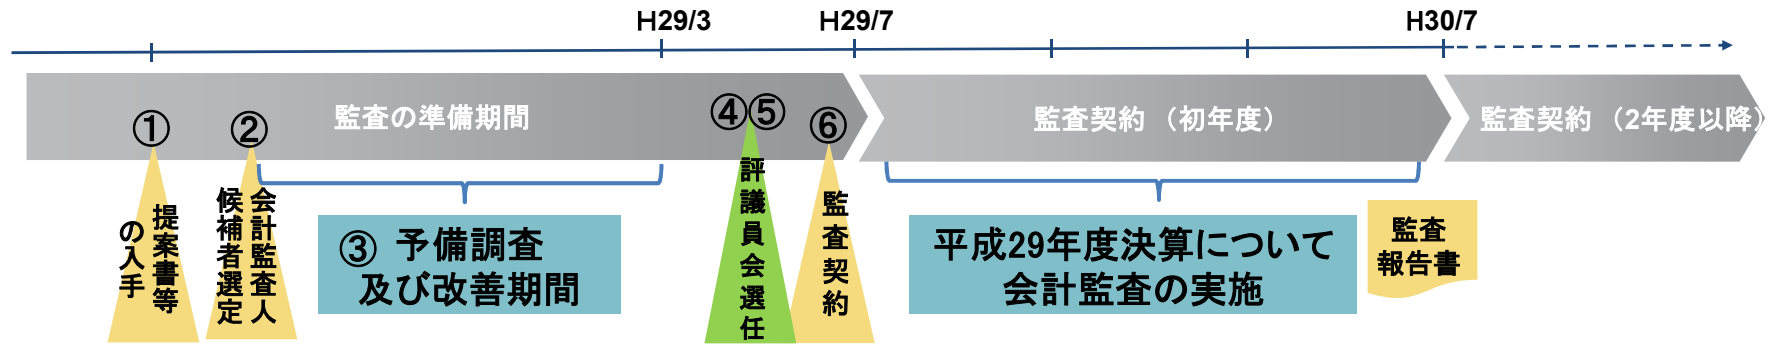 H29/3
H29/7
H30/7
監査の準備期間
監査契約（初年度）
監査契約（2年度以降）
①
提案書等
の入手
②
会計監査人
候補者選定
③ 予備調査
及び改善期間
④⑤
評議員会選任
⑥
監査契約
平成29年度決算について
会計監査の実施
監査
報告書